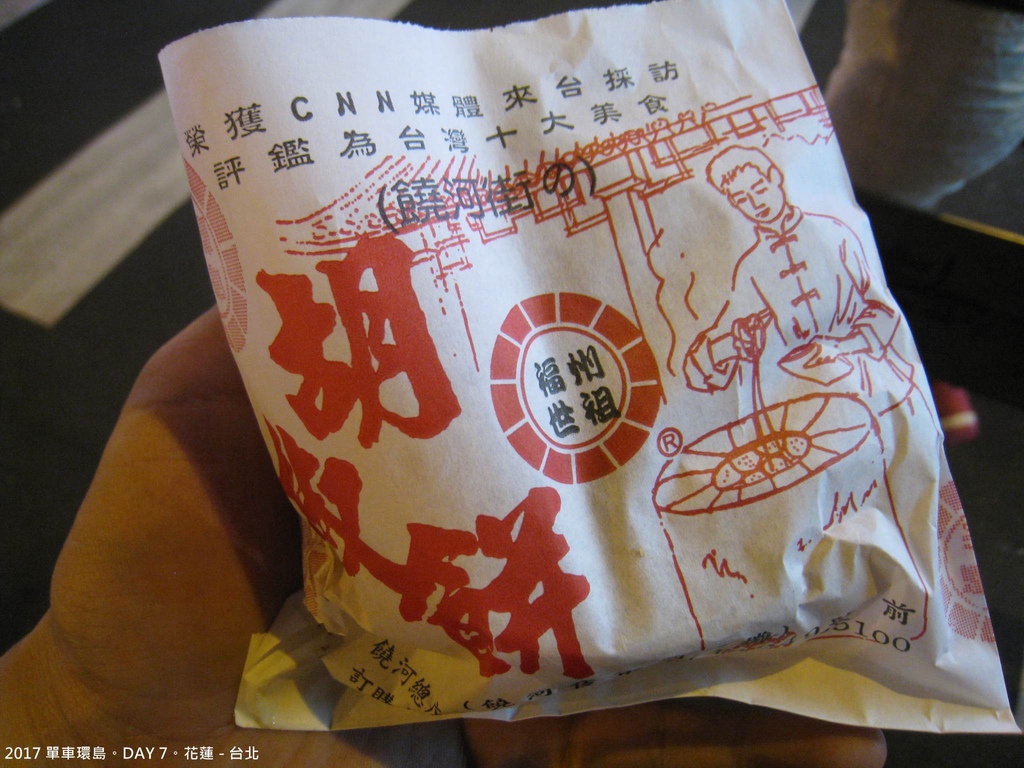 榮獲CNN媒體來台採訪
評鑑為台灣十大美食
(饒河街の)
胡椒餅
福州
世祖
®
饒河總
訂購
前
5100
2017 單車環島。DAY 7。花蓮 - 台北